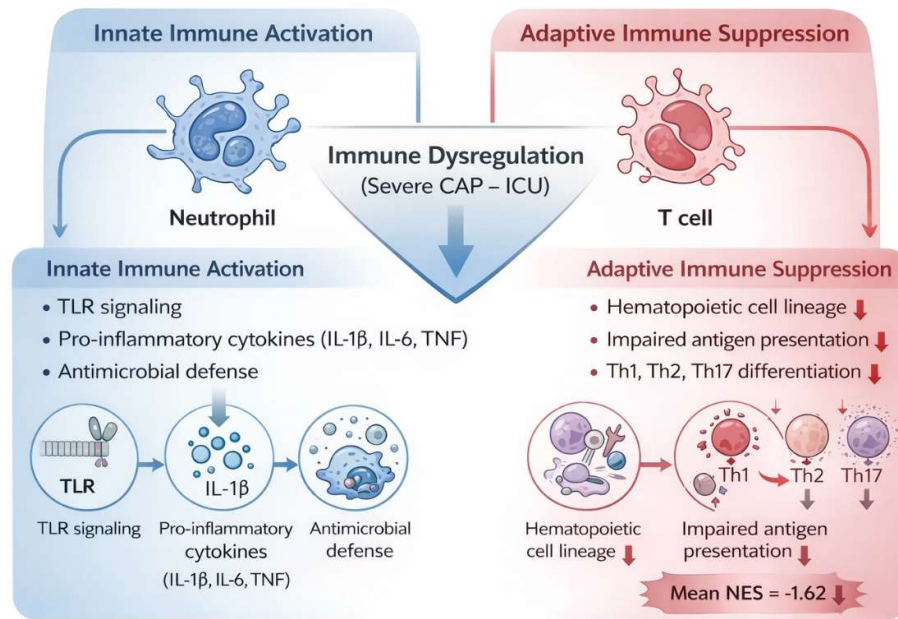 Innate Immune Activation
Adaptive Immune Suppression
Immune Dysregulation
(Severe CAP – ICU)
Neutrophil
T cell
Innate Immune Activation
• TLR signaling
• Pro-inflammatory cytokines (IL-1β, IL-6, TNF)
• Antimicrobial defense
TLR
IL-1β
TLR signaling
Pro-inflammatory
cytokines
(IL-1β, IL-6, TNF)
Antimicrobial
defense
Adaptive Immune Suppression
• Hematopoietic cell lineage ⬇
• Impaired antigen presentation ⬇
• Th1, Th2, Th17 differentiation ⬇
Th1
Th2
Th17
Hematopoietic
cell lineage ⬇
Impaired antigen
presentation ⬇
Mean NES = -1.62 ⬇